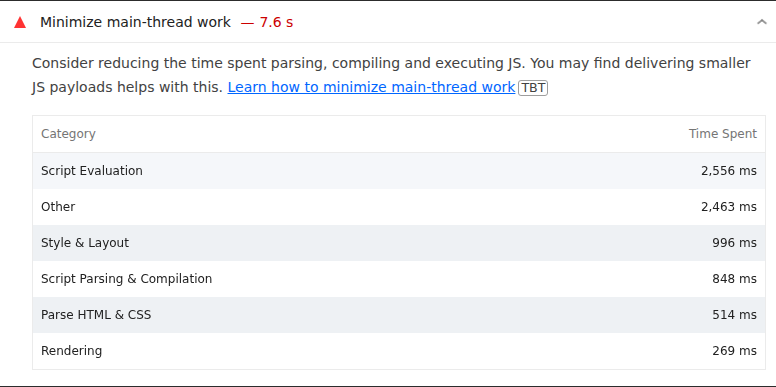 Minimize main-thread work — 7.6 s
Consider reducing the time spent parsing, compiling and executing JS. You may find delivering smaller
JS payloads helps with this. Learn how to minimize main-thread work TBT
Category Time Spent
Script Evaluation 2,556 ms
Other 2,463 ms
Style & Layout 996 ms
Script Parsing & Compilation 848 ms
Parse HTML & CSS 514 ms
Rendering 269 ms